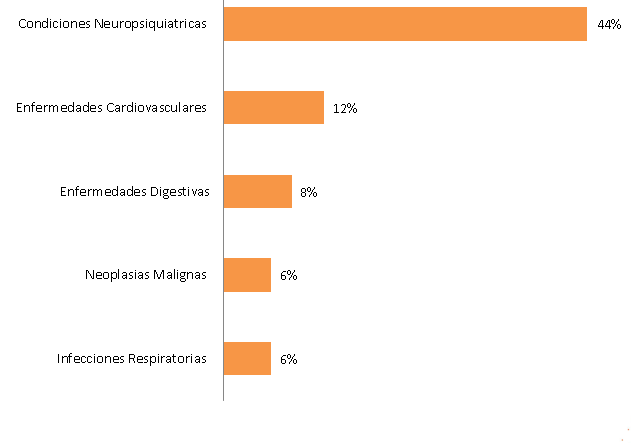 Condiciones Neuropsiquiatricas 44%
Enfermedades Cardiovasculares 12%
Enfermedades Digestivas 8%
Neoplasias Malignas 6%
Infecciones Respiratorias 6%